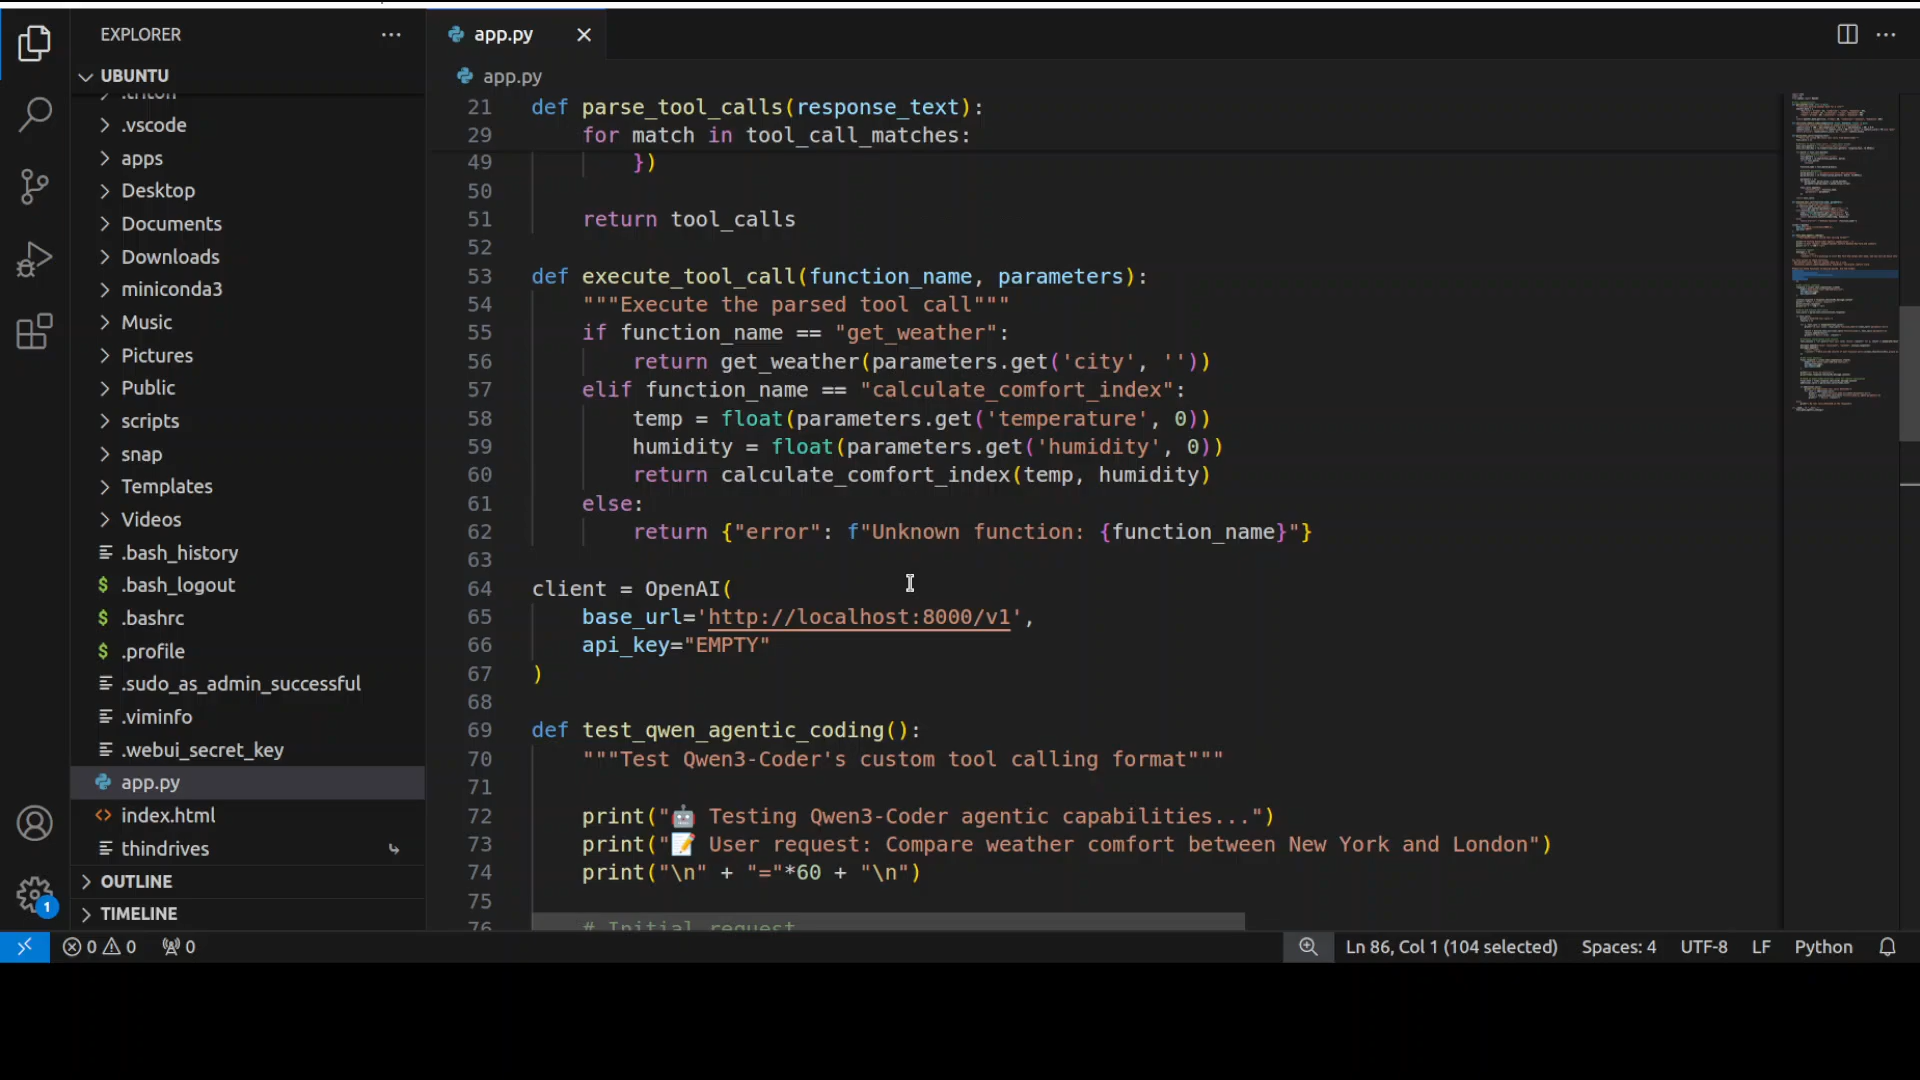 EXPLORER
UBUNTU
.triton
.vscode
apps
Desktop
Documents
Downloads
miniconda3
Music
Pictures
Public
scripts
snap
Templates
Videos
.bash_history
$ .bash_logout
$ .bashrc
$ .profile
.sudo_as_admin_successful
.viminfo
.webui_secret_key
app.py
index.html
thindrives
OUTLINE
TIMELINE
1
app.py
app.py
21 def parse_tool_calls(response_text):
29 for match in tool_call_matches:
49 })
50
51 return tool_calls
52
53 def execute_tool_call(function_name, parameters):
54 """Execute the parsed tool call"""
55 if function_name == "get_weather":
56 return get_weather(parameters.get('city', ''))
57 elif function_name == "calculate_comfort_index":
58 temp = float(parameters.get('temperature', 0))
59 humidity = float(parameters.get('humidity', 0))
60 return calculate_comfort_index(temp, humidity)
61 else:
62 return {"error": f"Unknown function: {function_name}"}
63
64 client = OpenAI(
65 base_url='http://localhost:8000/v1',
66 api_key="EMPTY"
67 )
68
69 def test_qwen_agentic_coding():
70 """Test Qwen3-Coder's custom tool calling format"""
71
72 print("🤖 Testing Qwen3-Coder agentic capabilities...")
73 print("📝 User request: Compare weather comfort between New York and London")
74 print("\n" + "="*60 + "\n")
75
76 # Initial request
0 0 0 Ln 86, Col 1 (104 selected) Spaces: 4 UTF-8 LF Python